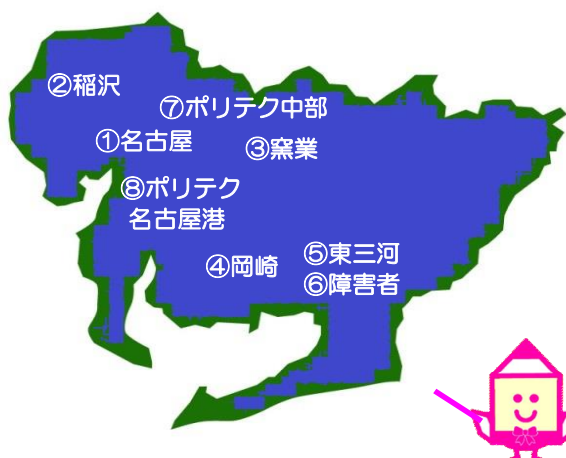 ②稲沢
⑦ポリテク中部
①名古屋
③窯業
⑧ポリテク
名古屋港
④岡崎
⑤東三河
⑥障害者